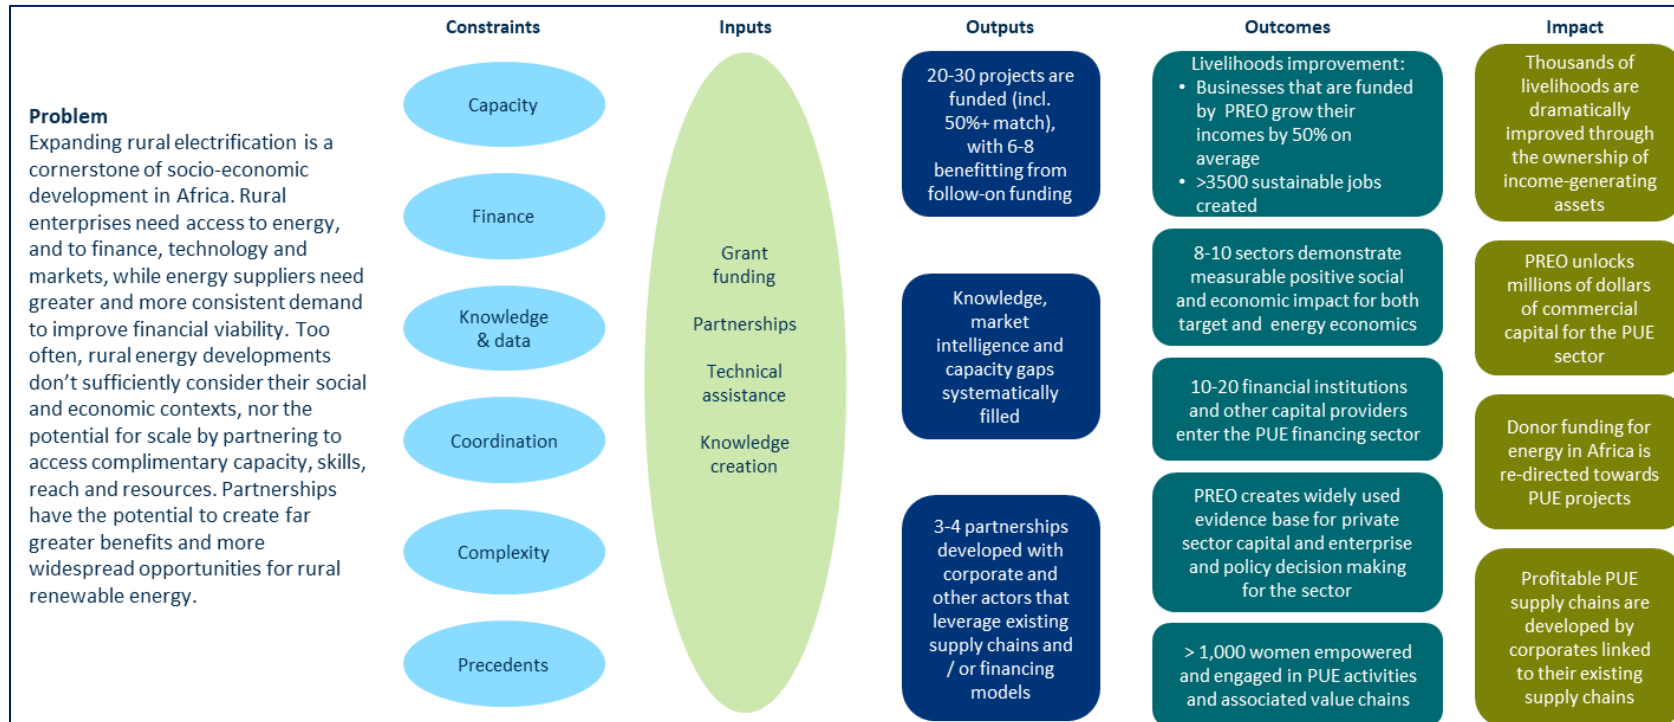 Constraints
Inputs
Outputs
Outcomes
Impact
Problem
Expanding rural electrification is a
cornerstone of socio-economic
development in Africa. Rural
enterprises need access to energy,
and to finance, technology and
markets, while energy suppliers need
greater and more consistent demand
to improve financial viability. Too
often, rural energy developments
don’t sufficiently consider their social
and economic contexts, nor the
potential for scale by partnering to
access complimentary capacity, skills,
reach and resources. Partnerships
have the potential to create far
greater benefits and more
widespread opportunities for rural
renewable energy.
Capacity
Finance
Knowledge
& data
Coordination
Complexity
Precedents
Grant
funding
Partnerships
Technical
assistance
Knowledge
creation
20-30 projects are
funded (incl.
50%+ match),
with 6-8
benefitting from
follow-on funding
Knowledge,
market
intelligence and
capacity gaps
systematically
filled
3-4 partnerships
developed with
corporate and
other actors that
leverage existing
supply chains and
/ or financing
models
Livelihoods improvement:
• Businesses that are funded
by PREO grow their
incomes by 50% on
average
• >3500 sustainable jobs
created
8-10 sectors demonstrate
measurable positive social
and economic impact for both
target and energy economics
10-20 financial institutions
and other capital providers
enter the PUE financing sector
PREO creates widely used
evidence base for private
sector capital and enterprise
and policy decision making
for the sector
> 1,000 women empowered
and engaged in PUE activities
and associated value chains
Thousands of
livelihoods are
dramatically
improved through
the ownership of
income-generating
assets
PREO unlocks
millions of dollars
of commercial
capital for the PUE
sector
Donor funding for
energy in Africa is
re-directed towards
PUE projects
Profitable PUE
supply chains are
developed by
corporates linked
to their existing
supply chains